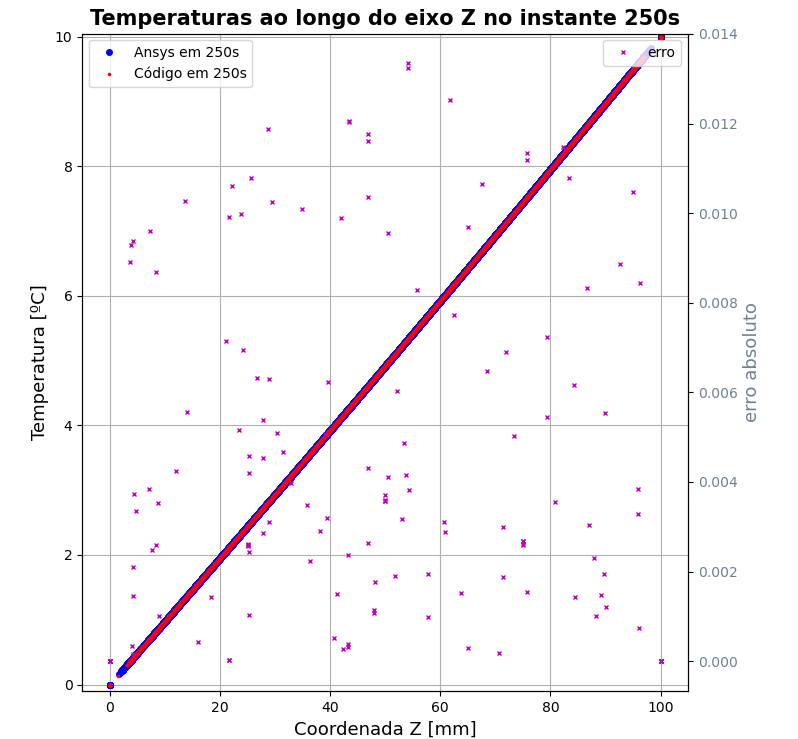 Temperaturas ao longo do eixo Z no instante 250s
Ansys em 250s
Código em 250s
erro
Temperatura [ºC]
10
8
6
4
2
0
0.014
0.012
0.010
0.008
0.006
0.004
0.002
0.000
erro absoluto
0 20 40 60 80 100
Coordenada Z [mm]